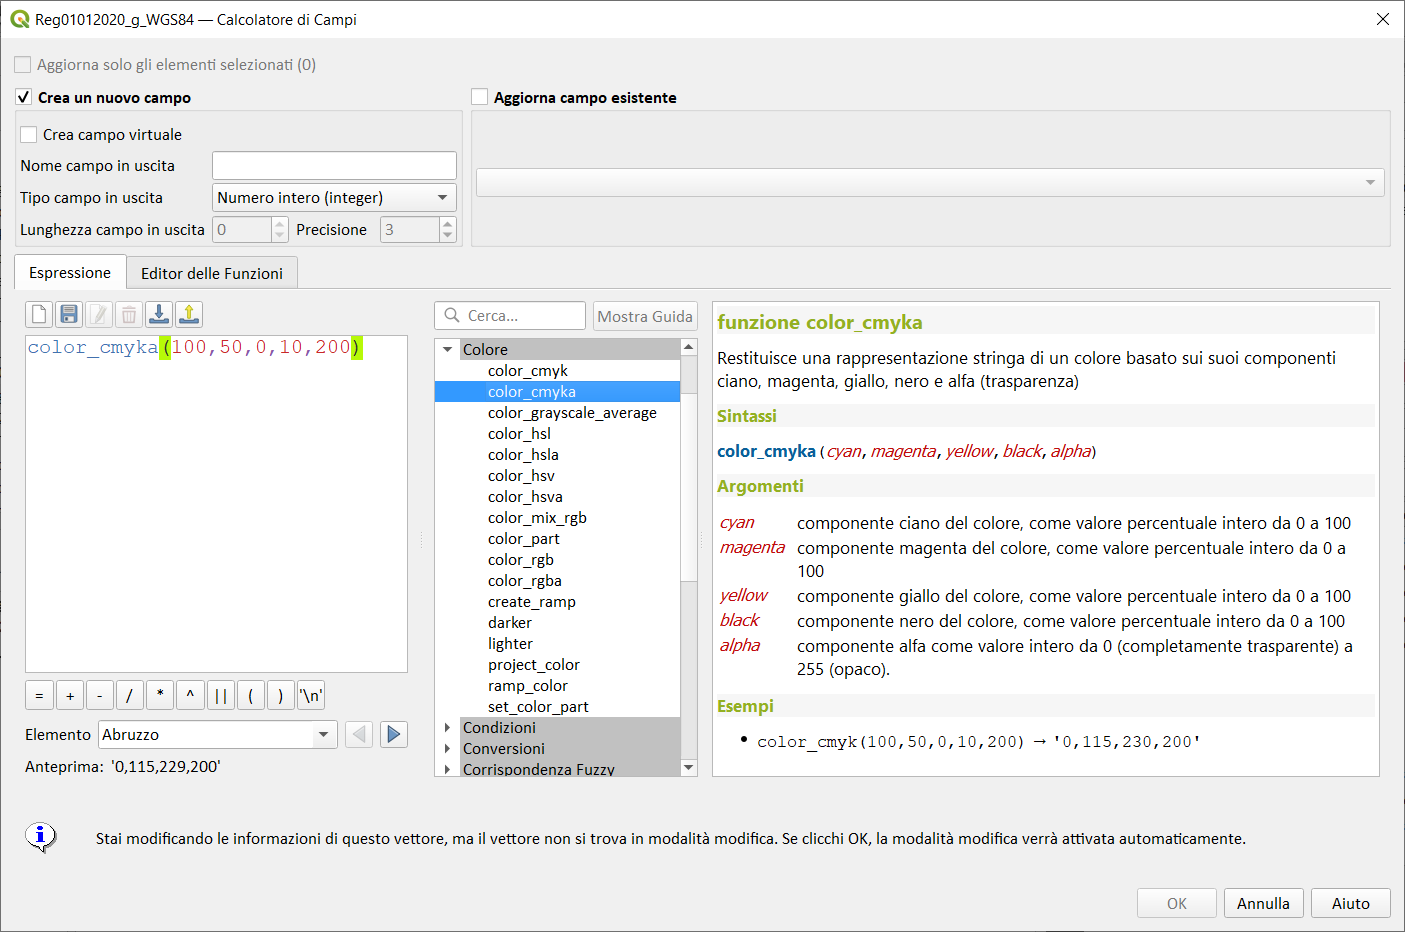 Reg01012020_g_WGS84 — Calcolatore di Campi
Aggiorna solo gli elementi selezionati (0)
Crea un nuovo campo
Aggiorna campo esistente
Crea campo virtuale
Nome campo in uscita
Tipo campo in uscita Numero intero (integer)
Lunghezza campo in uscita 0 Precisione 3
Espressione Editor delle Funzioni
color_cmyka(100,50,0,10,200)
= + - / * ^ || ( ) '\n'
Elemento Abruzzo
Anteprima: '0,115,229,200'
Cerca... Mostra Guida
Colore
color_cmyk
color_cmyka
color_grayscale_average
color_hsl
color_hsla
color_hsv
color_hsva
color_mix_rgb
color_part
color_rgb
color_rgba
create_ramp
darker
lighter
project_color
ramp_color
set_color_part
Condizioni
Conversioni
Corrispondenza Fuzzy
funzione color_cmyka
Restituisce una rappresentazione stringa di un colore basato sui suoi componenti
ciano, magenta, giallo, nero e alfa (trasparenza)
Sintassi
color_cmyka(cyan, magenta, yellow, black, alpha)
Argomenti
cyan componente ciano del colore, come valore percentuale intero da 0 a 100
magenta componente magenta del colore, come valore percentuale intero da 0 a
100
yellow componente giallo del colore, come valore percentuale intero da 0 a 100
black componente nero del colore, come valore percentuale intero da 0 a 100
alpha componente alfa come valore intero da 0 (completamente trasparente) a
255 (opaco).
Esempi
• color_cmyk(100,50,0,10,200) → '0,115,230,200'
Stai modificando le informazioni di questo vettore, ma il vettore non si trova in modalità modifica. Se clicchi OK, la modalità modifica verrà attivata automaticamente.
OK Annulla Aiuto